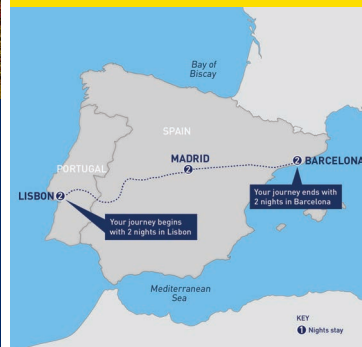 Bay of
Biscay
SPAIN
PORTUGAL
MADRID
2
2 BARCELONA
LISBON 2
Your journey ends with
2 nights in Barcelona
Your journey begins
with 2 nights in Lisbon
Mediterranean
Sea
KEY
1 Nights stay